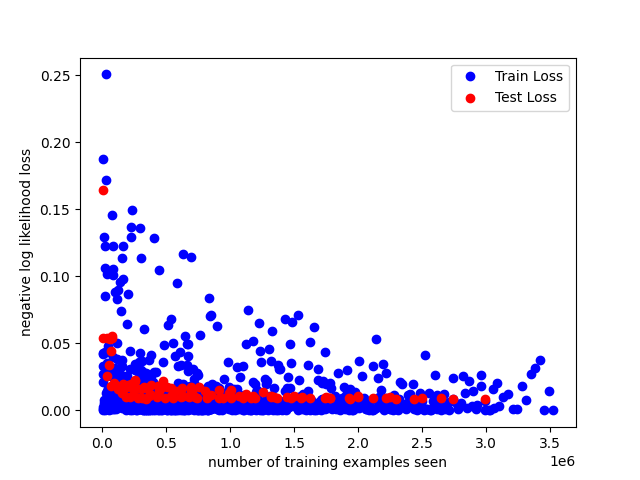 Train Loss
Test Loss
0.25
0.20
0.15
0.10
0.05
0.00
negative log likelihood loss
0.0 0.5 1.0 1.5 2.0 2.5 3.0 3.5
1e6
number of training examples seen